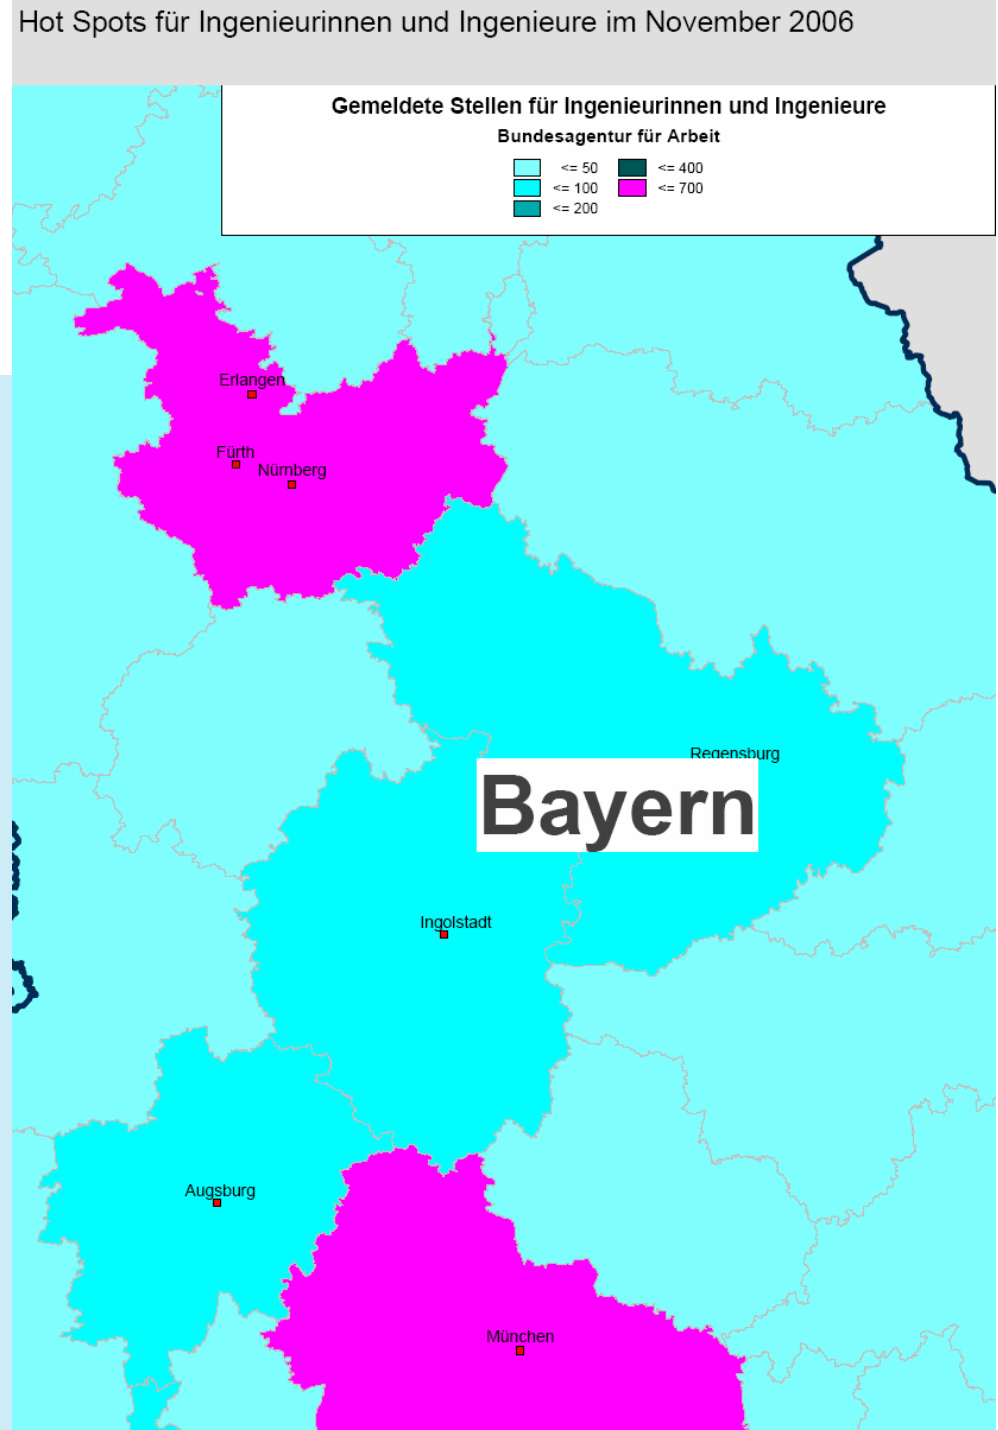 Hot Spots für Ingenieurinnen und Ingenieure im November 2006
Gemeldete Stellen für Ingenieurinnen und Ingenieure
Bundesagentur für Arbeit
<= 50 <= 400
<= 100 <= 700
<= 200
Erlangen
Fürth
Nürnberg
Regensburg
Bayern
Ingolstadt
Augsburg
München